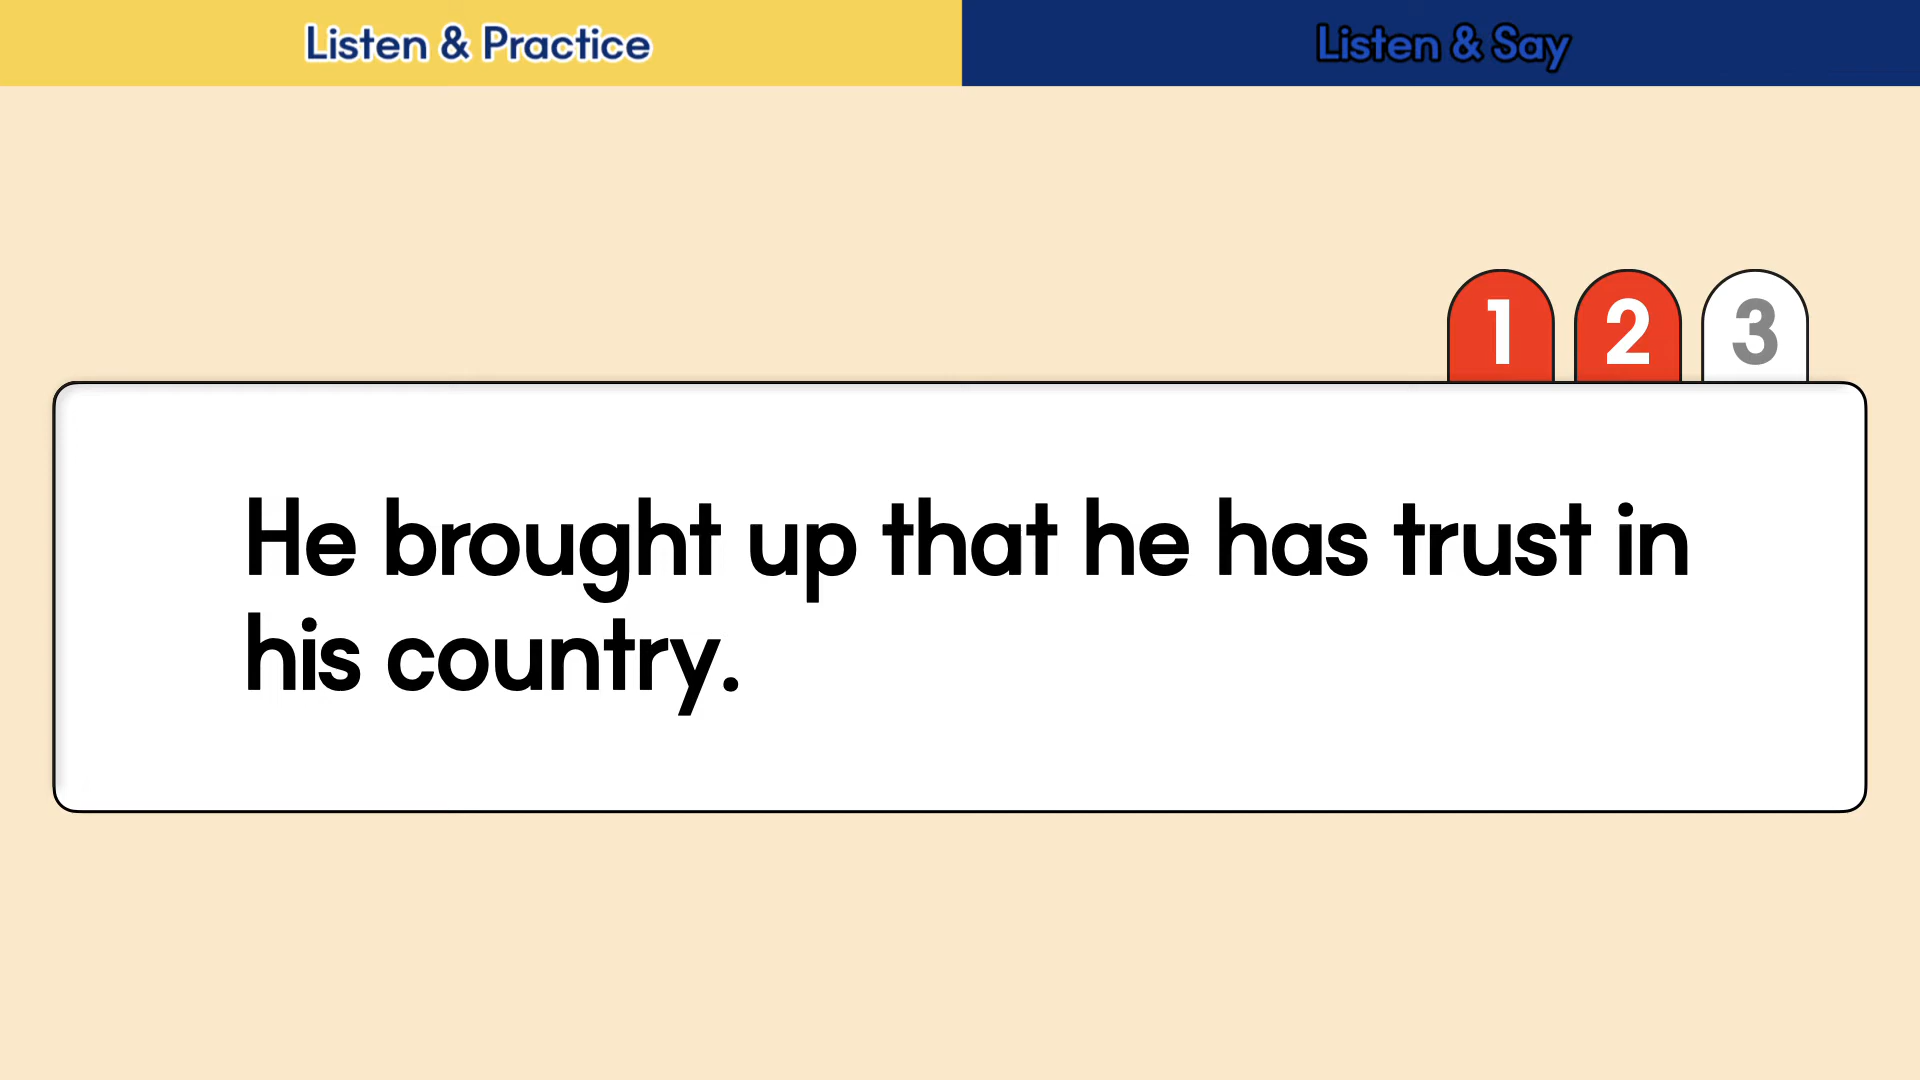 Listen & Practice
Listen & Say
1 2 3
He brought up that he has trust in
his country.